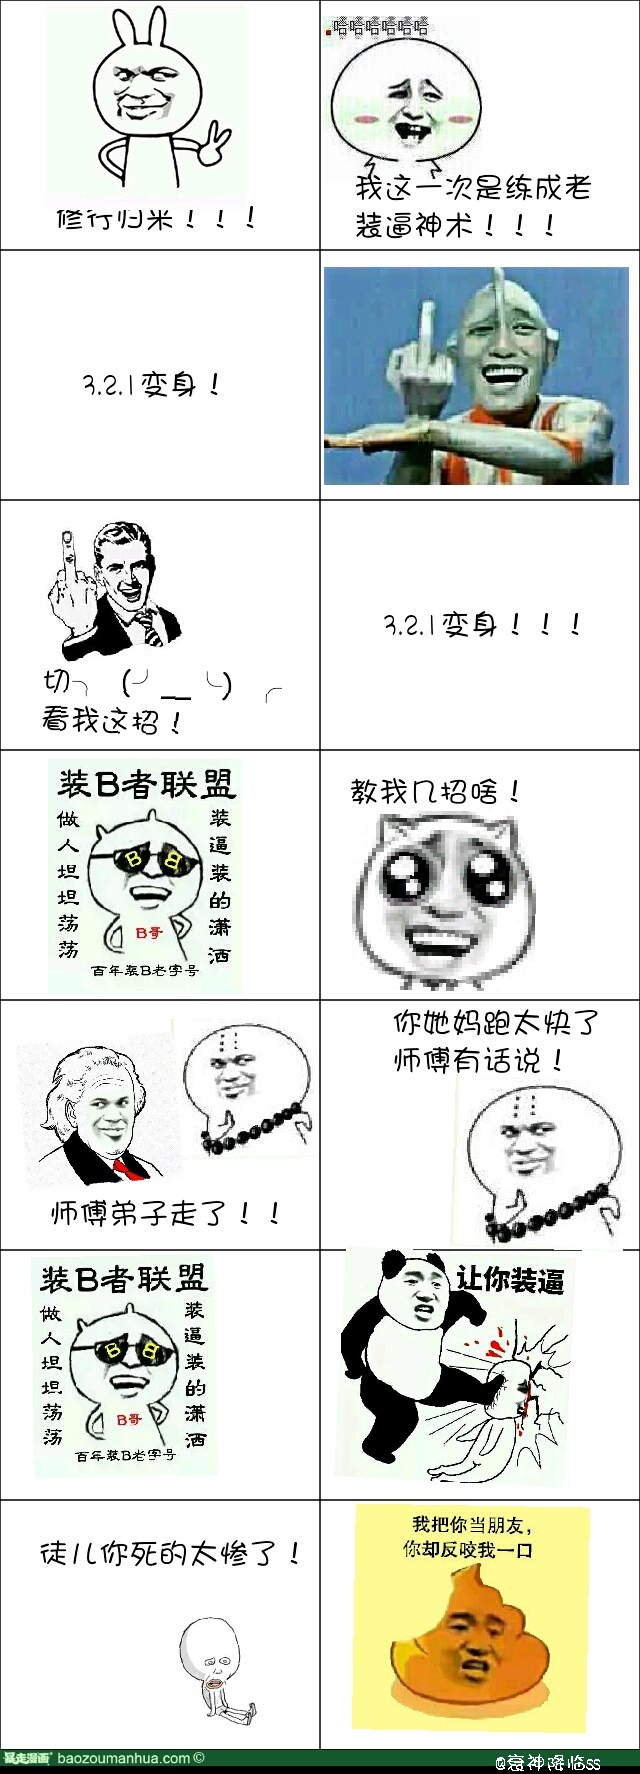 修行归来！！！
哈哈哈哈哈哈
我这一次是练成老
装逼神术！！！
3.2.1变身！
切╮(╯▁╰)╭
看我这招！
3.2.1变身！！！
装B者联盟
做人坦坦荡荡
装逼装的潇洒
B B
B哥
百年装B老字号
教我几招啥！
师傅弟子走了！！
你她妈跑太快了
师傅有话说！
装B者联盟
做人坦坦荡荡
装逼装的潇洒
B B
B哥
百年装B老字号
让你装逼
徒儿你死的太惨了！
我把你当朋友，
你却反咬我一口
暴走漫画 baozoumanhua.com ©
@衰神降临ss